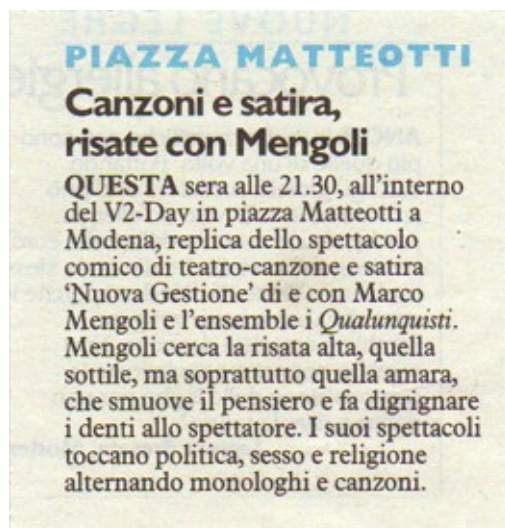 PIAZZA MATTEOTTI
Canzoni e satira,
risate con Mengoli
QUESTA sera alle 21.30, all'interno
del V2-Day in piazza Matteotti a
Modena, replica dello spettacolo
comico di teatro-canzone e satira
‘Nuova Gestione’ di e con Marco
Mengoli e l'ensemble i Qualunquisti.
Mengoli cerca la risata alta, quella
sottile, ma soprattutto quella amara,
che smuove il pensiero e fa digrignare
i denti allo spettatore. I suoi spettacoli
toccano politica, sesso e religione
alternando monologhi e canzoni.